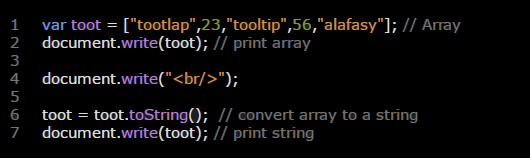 1 var toot = ["tootlap",23,"tooltip",56,"alafasy"]; // Array
2 document.write(toot); // print array
3
4 document.write("<br/>");
5
6 toot = toot.toString();  // convert array to a string
7 document.write(toot); // print string